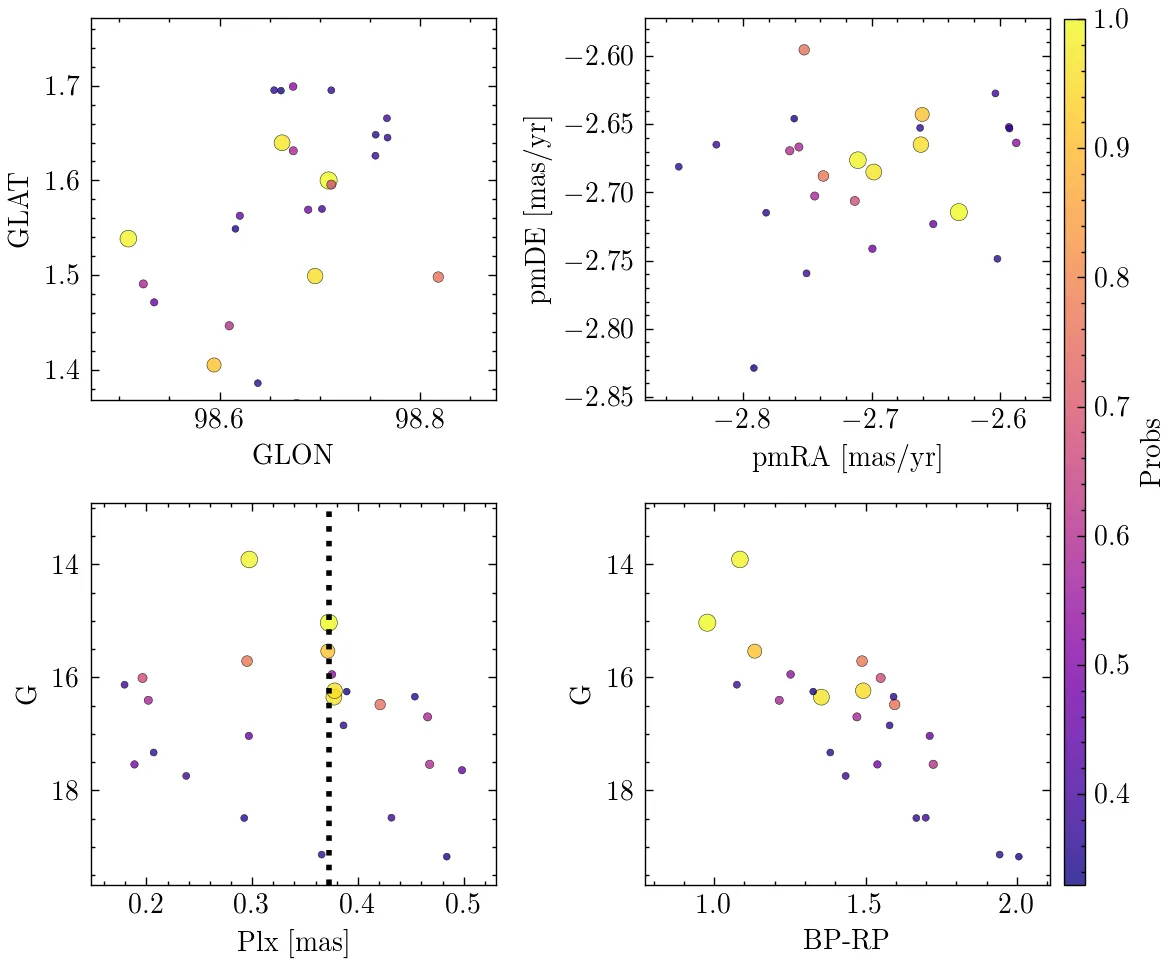 1.7
1.6
1.5
1.4
GLAT
98.6 98.8
GLON
−2.60
−2.65
−2.70
−2.75
−2.80
−2.85
pmDE [mas/yr]
−2.8 −2.7 −2.6
pmRA [mas/yr]
1.0
0.9
0.8
0.7
0.6
0.5
0.4
Probs
14
16
18
G
0.2 0.3 0.4 0.5
Plx [mas]
14
16
18
G
1.0 1.5 2.0
BP-RP